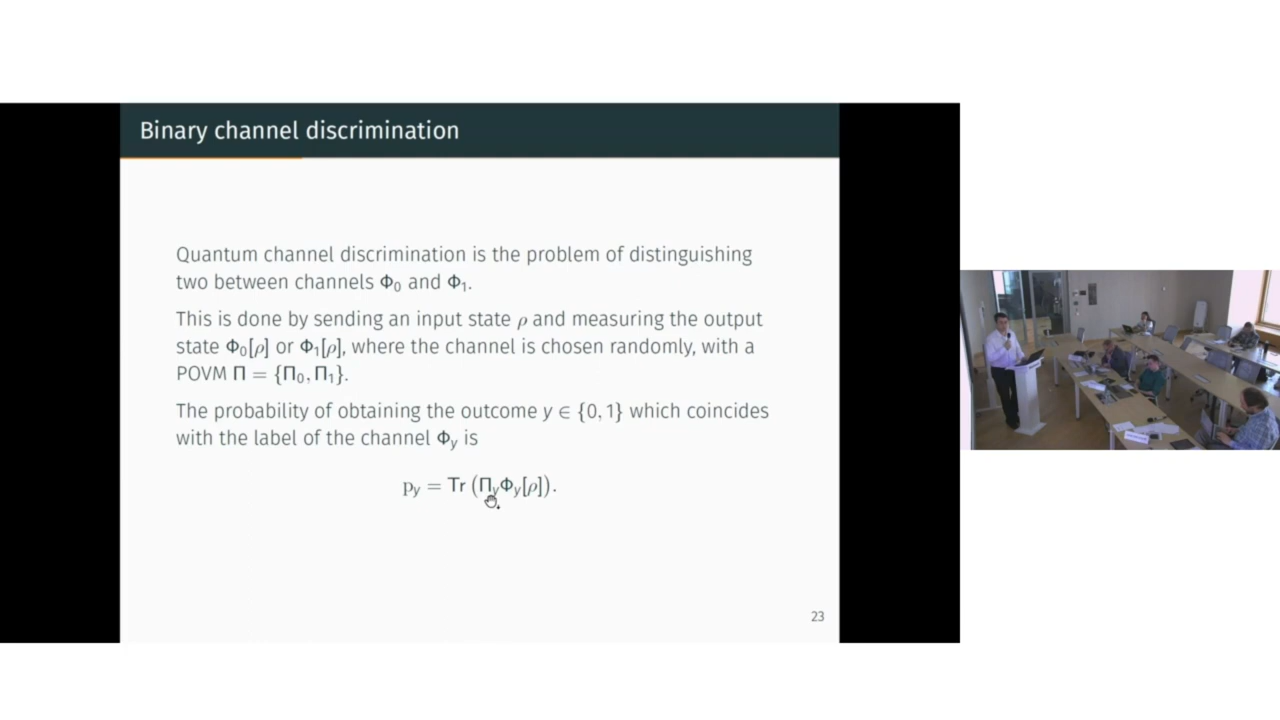 Binary channel discrimination
Quantum channel discrimination is the problem of distinguishing
two between channels Φ₀ and Φ₁.
This is done by sending an input state ρ and measuring the output
state Φ₀[ρ] or Φ₁[ρ], where the channel is chosen randomly, with a
POVM Π = {Π₀, Π₁}.
The probability of obtaining the outcome y ∈ {0, 1} which coincides
with the label of the channel Φ_y is
p_y = Tr (Π_yΦ_y[ρ]).
23